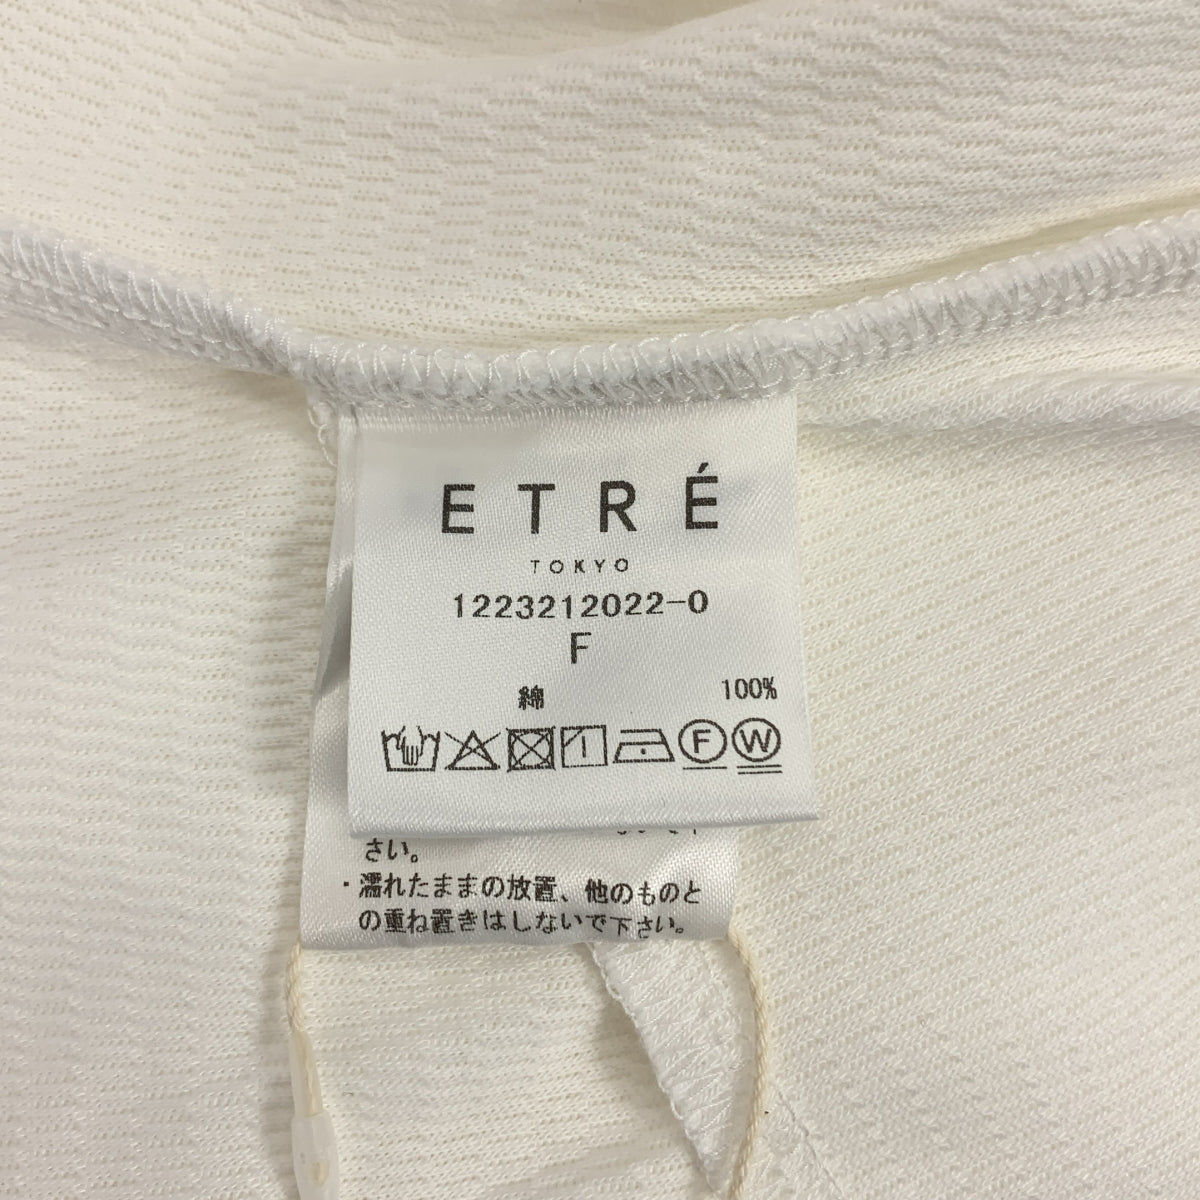 ETRÉ
TOKYO
1223212022-0
F
綿 100%
F W
さい。
・濡れたままの放置、他のものと
の重ね置きはしないで下さい。